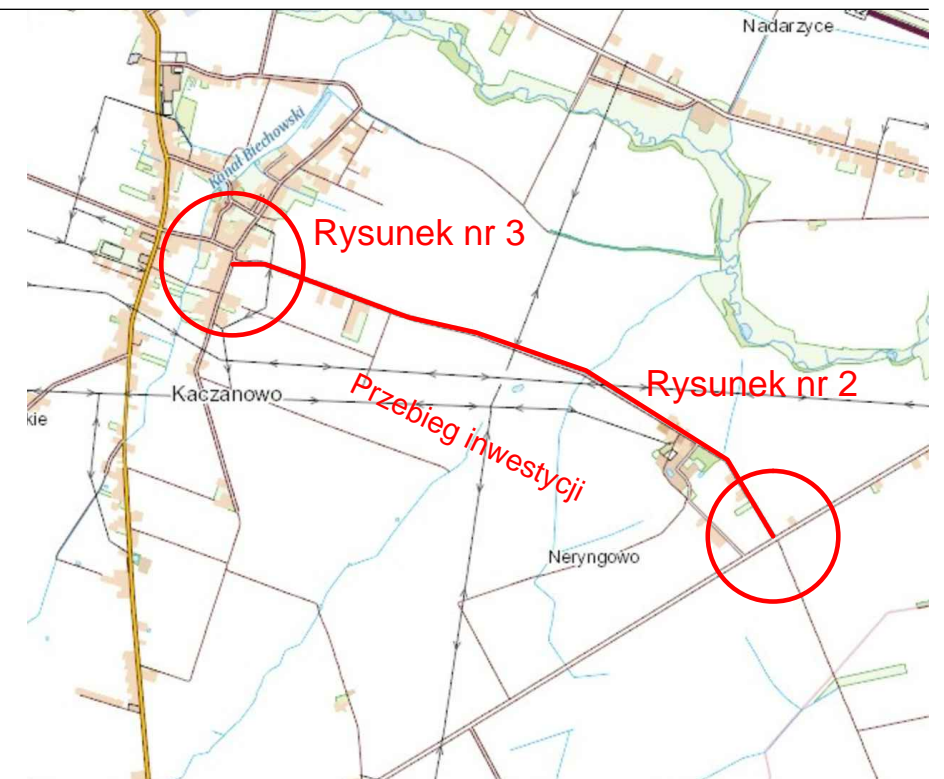 Nadarzyce
Kanał Biechowski
Rysunek nr 3
Rysunek nr 2
Kaczanowo
Przebieg inwestycji
kie
Neryngowo